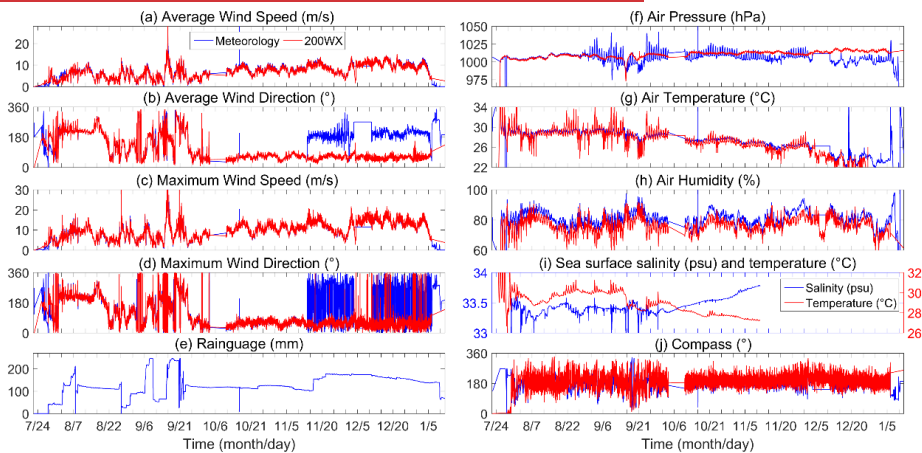 (a) Average Wind Speed (m/s)
20
10
0
Meteorology
200WX
(b) Average Wind Direction (°)
360
180
0
(c) Maximum Wind Speed (m/s)
30
20
10
0
(d) Maximum Wind Direction (°)
360
180
0
(e) Rainguage (mm)
200
100
0
7/24 8/7 8/22 9/6 9/21 10/6 10/21 11/5 11/20 12/5 12/20 1/5
Time (month/day)
(f) Air Pressure (hPa)
1050
1025
1000
975
(g) Air Temperature (°C)
34
30
26
22
(h) Air Humidity (%)
100
80
60
(i) Sea surface salinity (psu) and temperature (°C)
34
33.5
33
Salinity (psu)
Temperature (°C)
32
30
28
26
(j) Compass (°)
360
180
0
7/24 8/7 8/22 9/6 9/21 10/6 10/21 11/5 11/20 12/5 12/20 1/5
Time (month/day)